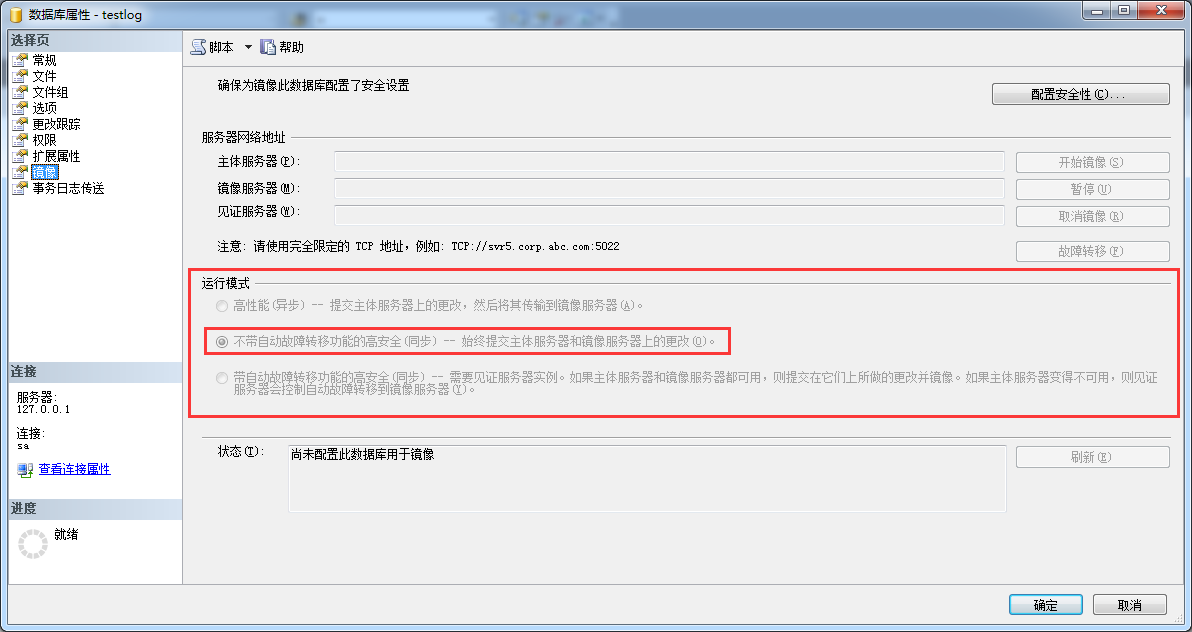 数据库属性 - testlog
选择页
常规
文件
文件组
选项
更改跟踪
权限
扩展属性
镜像
事务日志传送
连接
服务器:
127.0.0.1
连接:
sa
查看连接属性
进度
就绪
脚本
帮助
确保为镜像此数据库配置了安全设置
配置安全性(C)...
服务器网络地址
主体服务器(P):
开始镜像(S)
镜像服务器(M):
暂停(U)
见证服务器(W):
取消镜像(R)
注意: 请使用完全限定的 TCP 地址，例如: TCP://svr5.corp.abc.com:5022
故障转移(F)
运行模式
高性能(异步) -- 提交主体服务器上的更改，然后将其传输到镜像服务器(A)。
不带自动故障转移功能的高安全(同步) -- 始终提交主体服务器和镜像服务器上的更改(O)。
带自动故障转移功能的高安全(同步) -- 需要见证服务器实例。如果主体服务器和镜像服务器都可用，则提交在它们上所做的更改并镜像。如果主体服务器变得不可用，则见证
服务器会控制自动故障转移到镜像服务器(Y)。
状态(T):
尚未配置此数据库用于镜像
刷新(E)
确定
取消